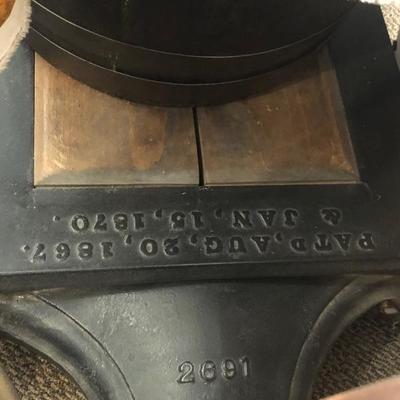 PATD, AUG, 20, 1867.
& JAN, 15, 1870.
2691